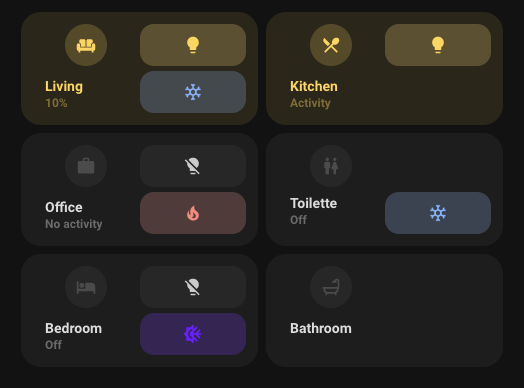 Living
10%
Kitchen
Activity
Office
No activity
Toilette
Off
Bedroom
Off
Bathroom